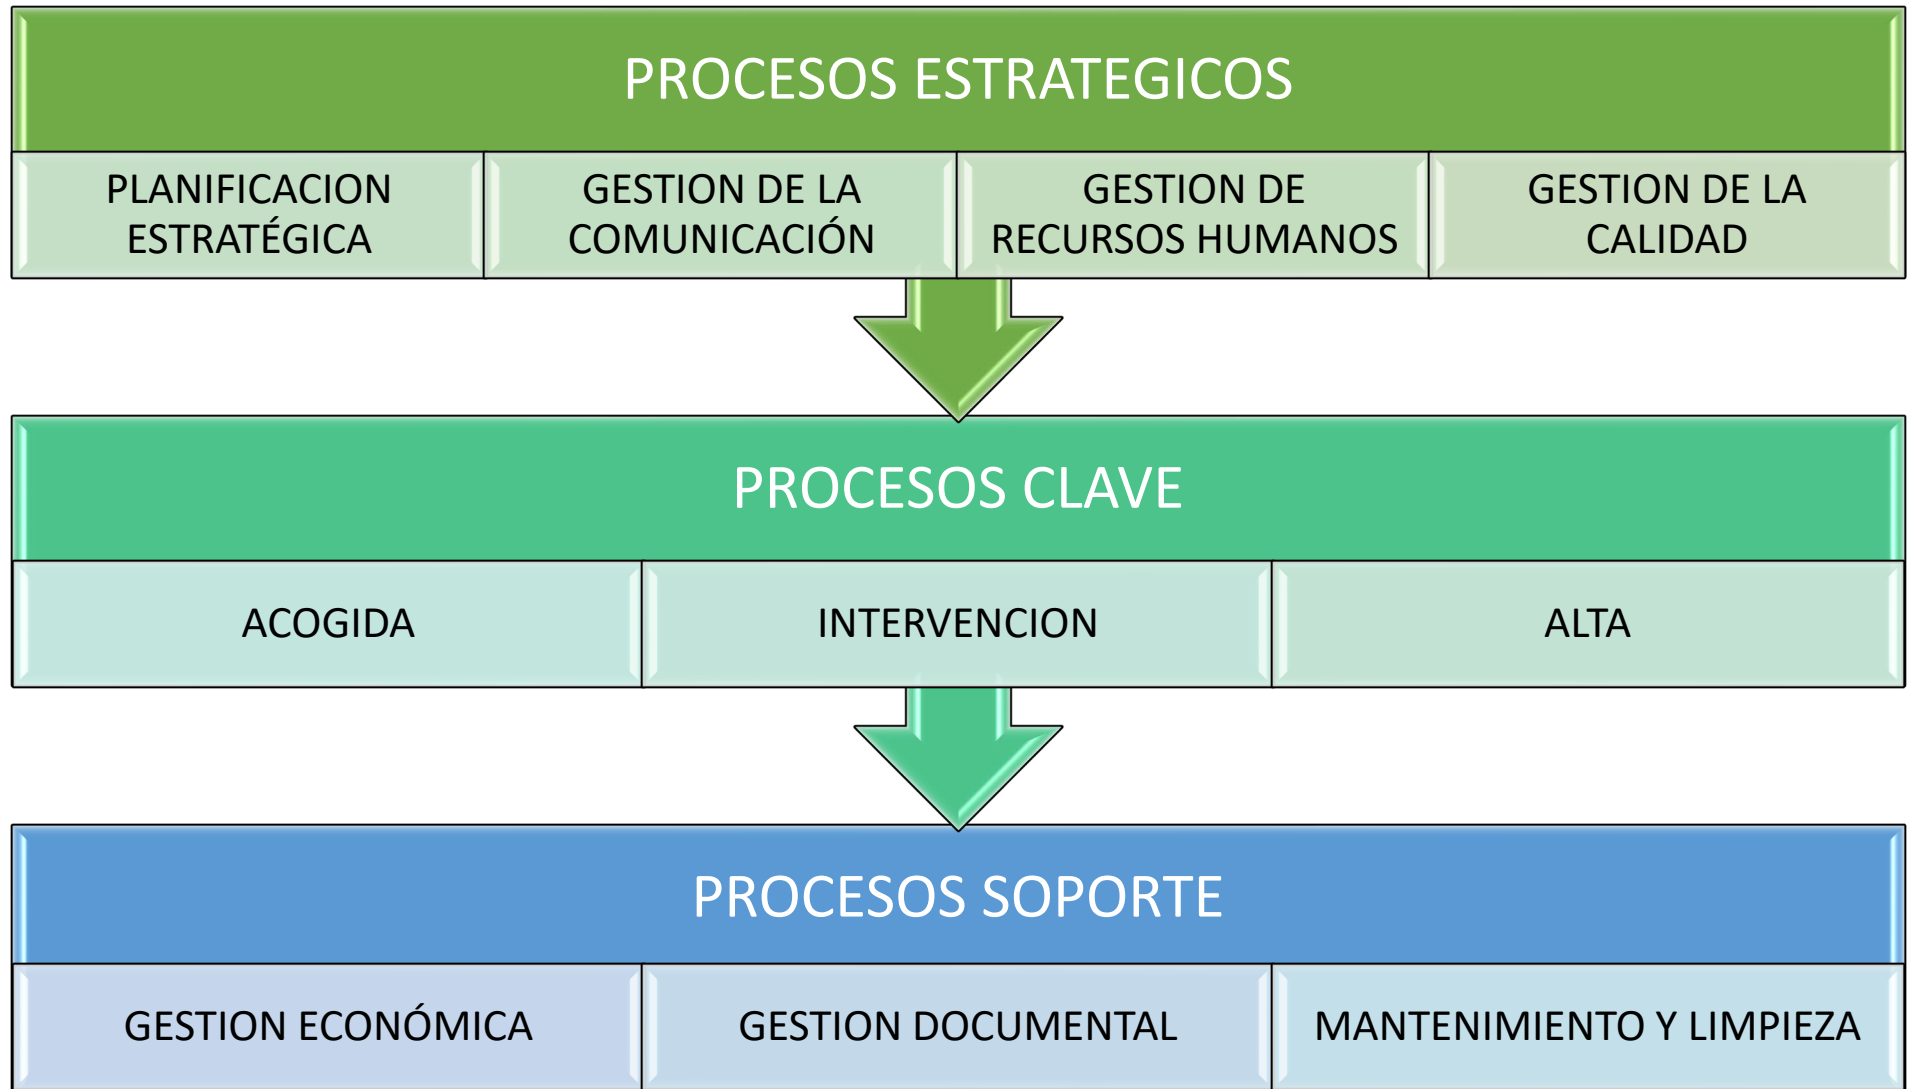 PROCESOS ESTRATEGICOS
PLANIFICACION
ESTRATÉGICA
GESTION DE LA
COMUNICACIÓN
GESTION DE
RECURSOS HUMANOS
GESTION DE LA
CALIDAD
PROCESOS CLAVE
ACOGIDA
INTERVENCION
ALTA
PROCESOS SOPORTE
GESTION ECONÓMICA
GESTION DOCUMENTAL
MANTENIMIENTO Y LIMPIEZA